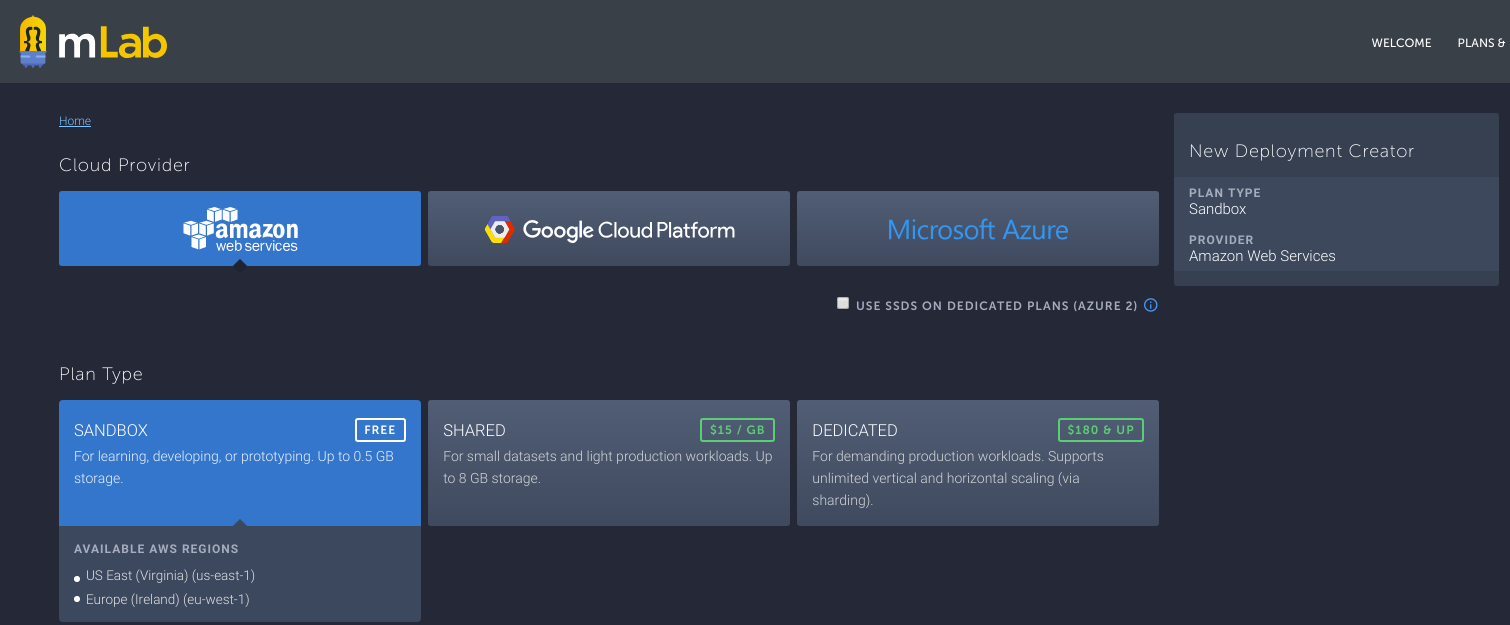 mLab
WELCOME
PLANS &
Home
Cloud Provider
amazon
web services
Google Cloud Platform
Microsoft Azure
USE SSDS ON DEDICATED PLANS (AZURE 2)
New Deployment Creator
PLAN TYPE
Sandbox
PROVIDER
Amazon Web Services
Plan Type
SANDBOX
FREE
For learning, developing, or prototyping. Up to 0.5 GB
storage.
SHARED
$15 / GB
For small datasets and light production workloads. Up
to 8 GB storage.
DEDICATED
$180 & UP
For demanding production workloads. Supports
unlimited vertical and horizontal scaling (via
sharding).
AVAILABLE AWS REGIONS
US East (Virginia) (us-east-1)
Europe (Ireland) (eu-west-1)